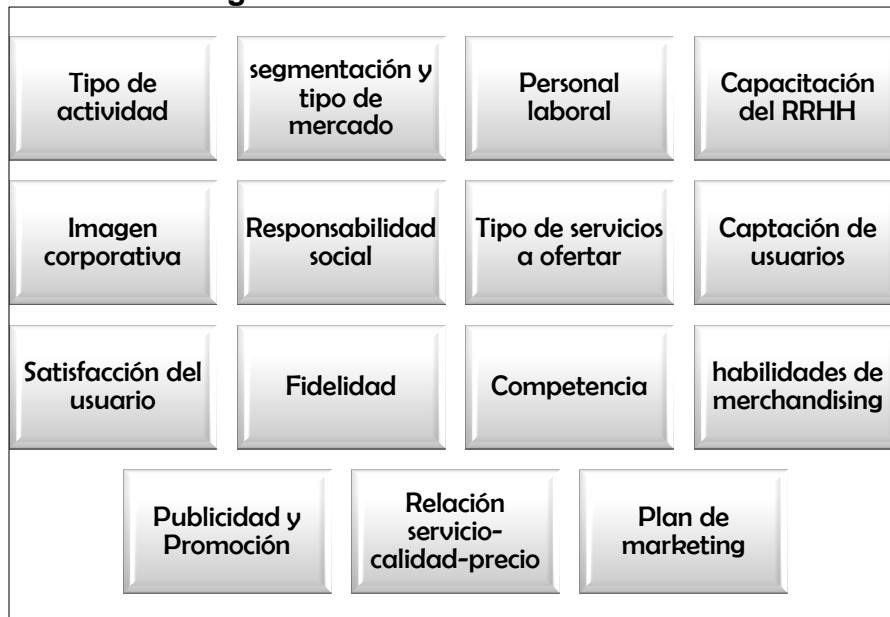 Tipo de
actividad
segmentación y
tipo de
mercado
Personal
laboral
Capacitación
del RRHH
Imagen
corporativa
Responsabilidad
social
Tipo de servicios
a ofertar
Captación de
usuarios
Satisfacción del
usuario
Fidelidad
Competencia
habilidades de
merchandising
Publicidad y
Promoción
Relación
servicio-
calidad-precio
Plan de
marketing